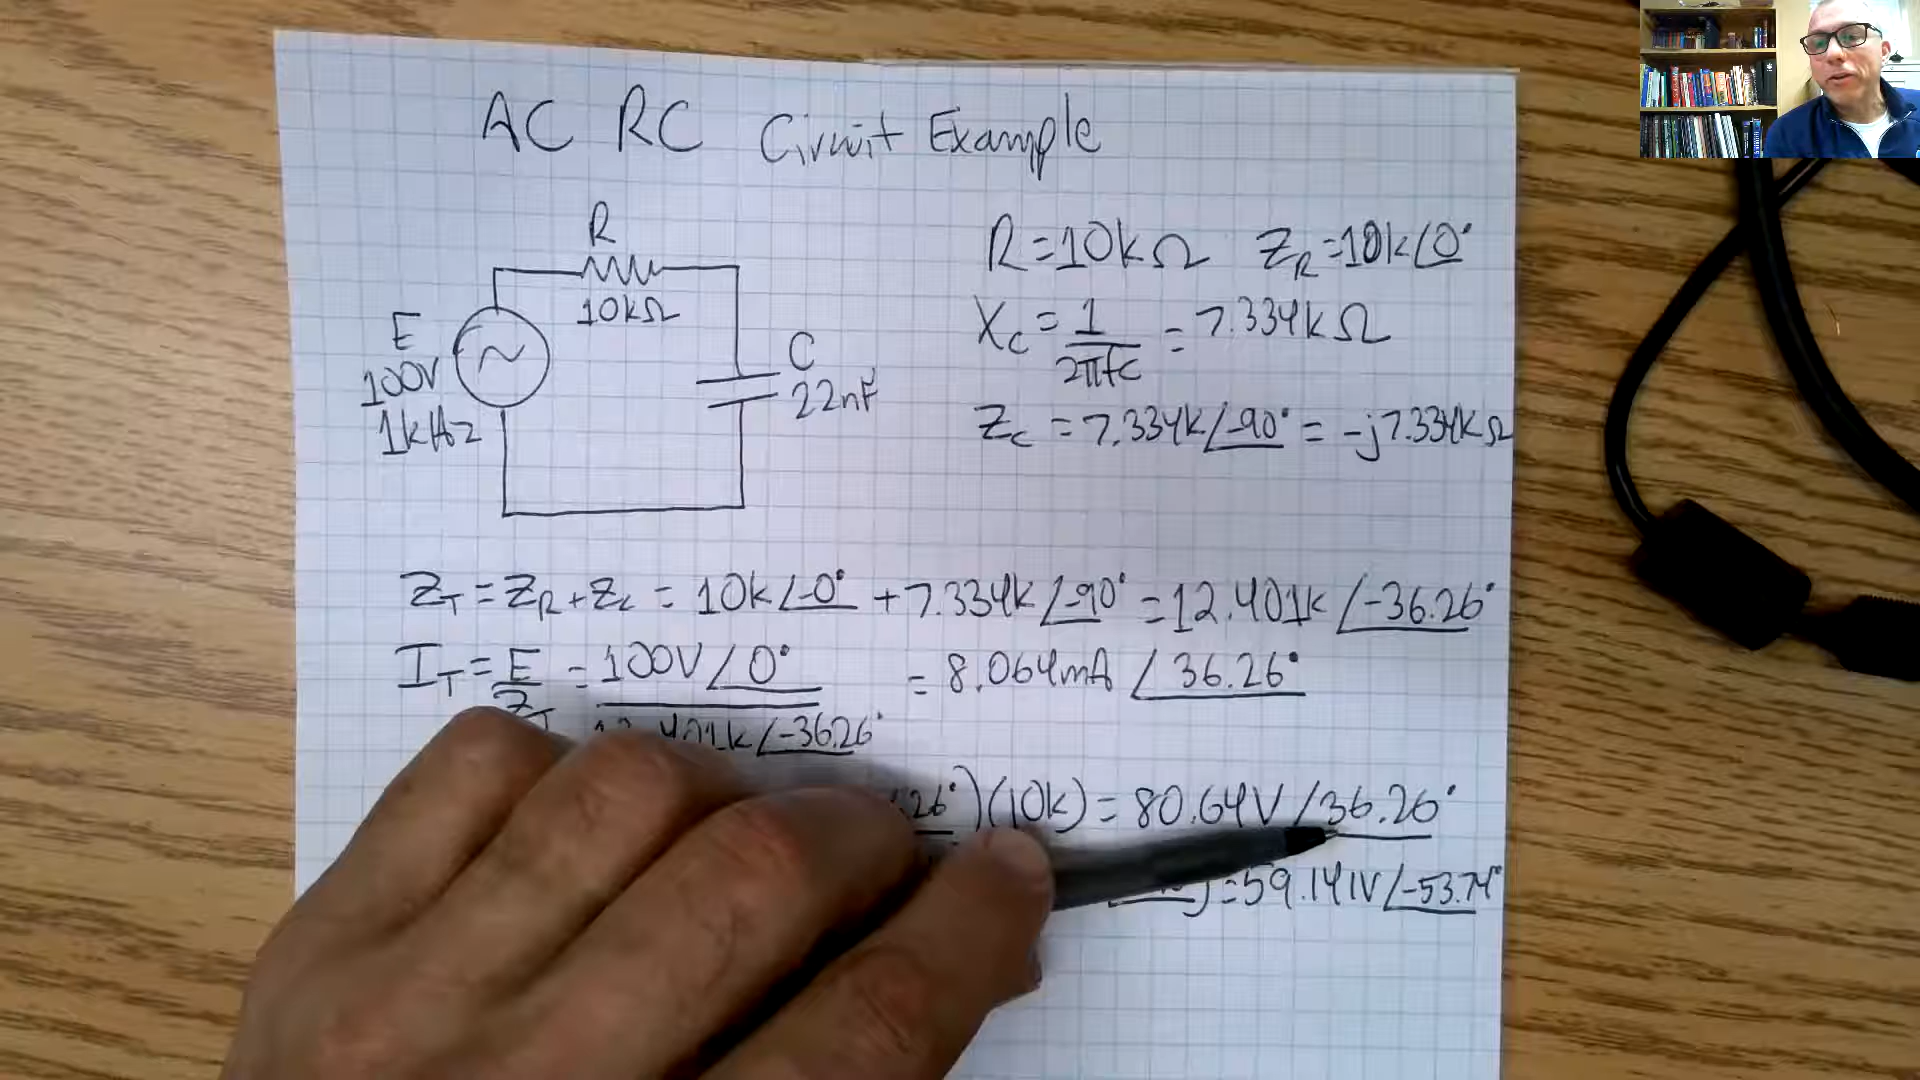 AC RC Circuit Example
R
10kΩ
E
100V
1kHz
C
22nF
R=10kΩ Z_R=10k∠0°
X_C = 1/2πfC = 7.334kΩ
Z_C = 7.334k∠-90° = -j7.334kΩ
Z_T = Z_R + Z_C = 10k∠-0° + 7.334k∠-90° = 12.401k∠-36.26°
I_T = E/Z_T = 100V∠0° / 12.401k∠-36.26° = 8.064mA∠36.26°
26°)(10k) = 80.64V∠36.26°
) = 59.141V∠-53.74°